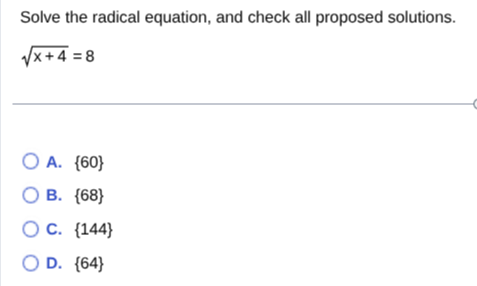 Solve the radical equation, and check all proposed solutions.
√x+4 = 8
A. {60}
B. {68}
C. {144}
D. {64}